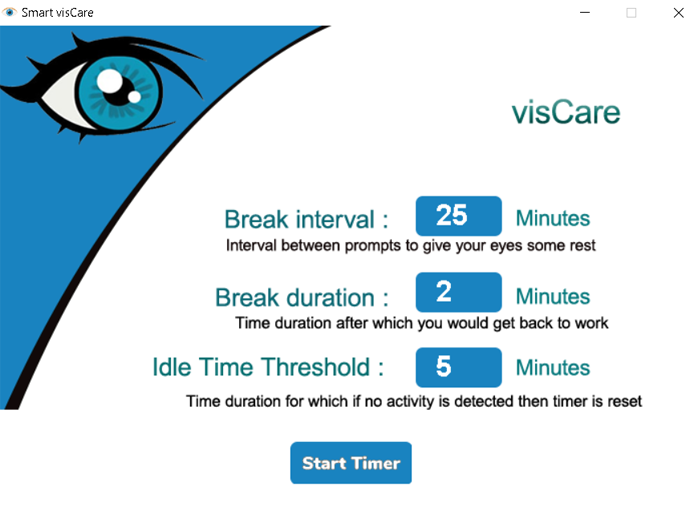 Smart visCare
visCare
Break interval : 25 Minutes
Interval between prompts to give your eyes some rest
Break duration : 2 Minutes
Time duration after which you would get back to work
Idle Time Threshold : 5 Minutes
Time duration for which if no activity is detected then timer is reset
Start Timer